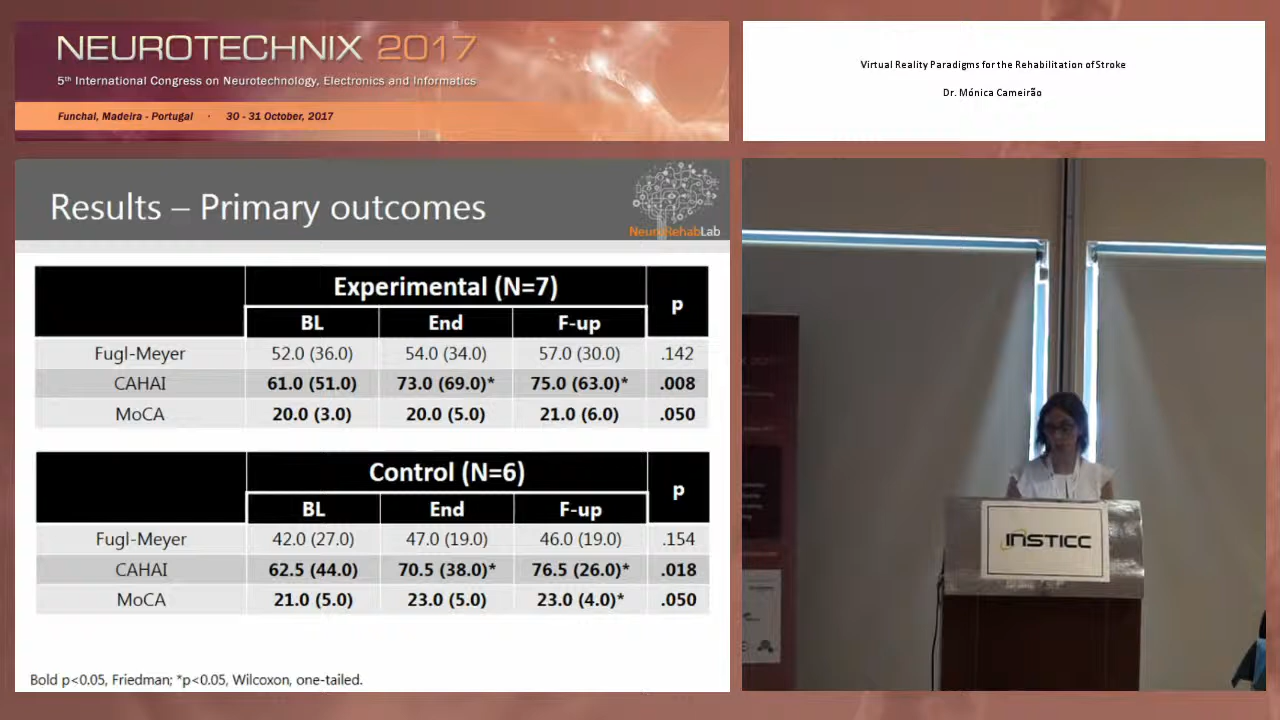 NEUROTECHNIX 2017
5th International Congress on Neurotechnology, Electronics and Informatics
Funchal, Madeira - Portugal · 30 - 31 October, 2017
Virtual Reality Paradigms for the Rehabilitation of Stroke
Dr. Mónica Cameirão
Results – Primary outcomes
NeuroRehabLab
Experimental (N=7) p
BL End F-up
Fugl-Meyer 52.0 (36.0) 54.0 (34.0) 57.0 (30.0) .142
CAHAI 61.0 (51.0) 73.0 (69.0)* 75.0 (63.0)* .008
MoCA 20.0 (3.0) 20.0 (5.0) 21.0 (6.0) .050
Control (N=6) p
BL End F-up
Fugl-Meyer 42.0 (27.0) 47.0 (19.0) 46.0 (19.0) .154
CAHAI 62.5 (44.0) 70.5 (38.0)* 76.5 (26.0)* .018
MoCA 21.0 (5.0) 23.0 (5.0) 23.0 (4.0)* .050
Bold p<0.05, Friedman; *p<0.05, Wilcoxon, one-tailed.
INSTICC